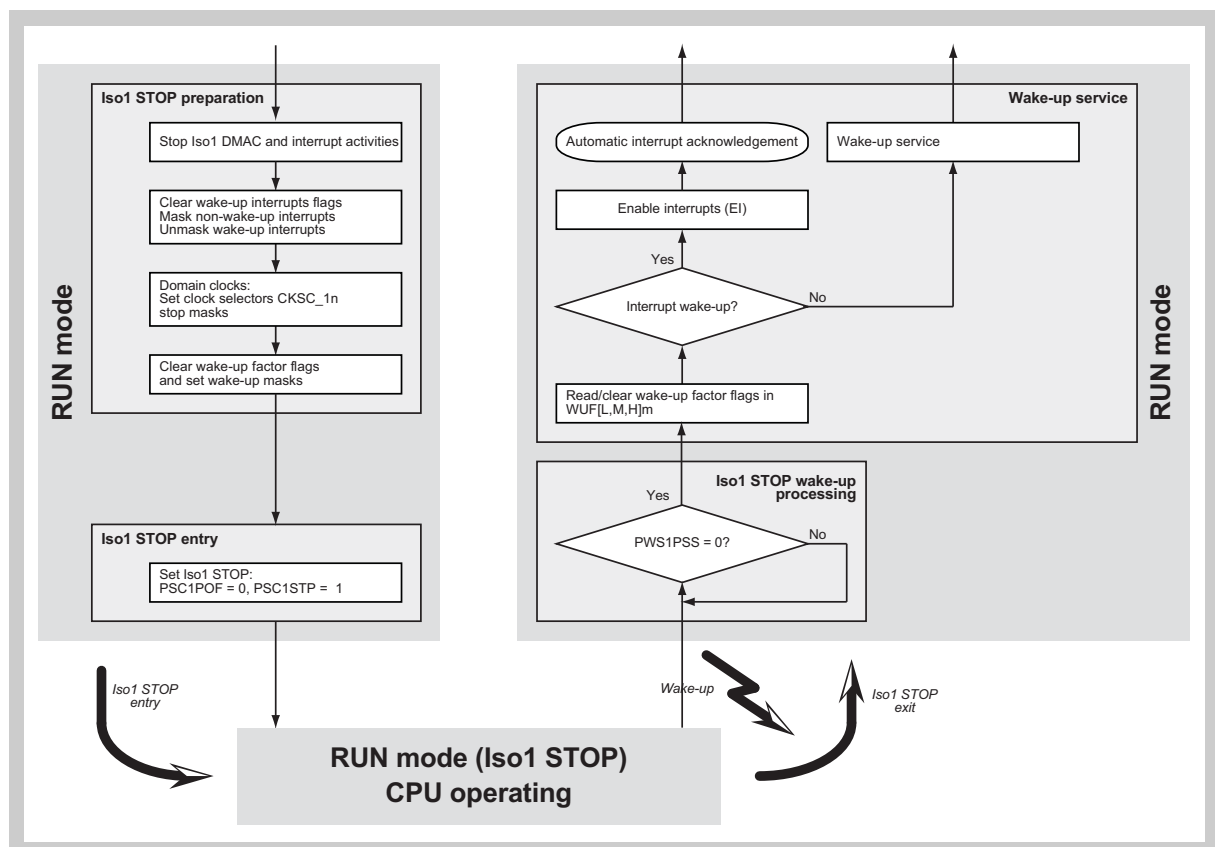 RUN mode
Iso1 STOP preparation
Stop Iso1 DMAC and interrupt activities
Clear wake-up interrupts flags
Mask non-wake-up interrupts
Unmask wake-up interrupts
Domain clocks:
Set clock selectors CKSC_1n
stop masks
Clear wake-up factor flags
and set wake-up masks
Iso1 STOP entry
Set Iso1 STOP:
PSC1POF = 0, PSC1STP = 1
Iso1 STOP
entry
RUN mode (Iso1 STOP)
CPU operating
Wake-up
Iso1 STOP
exit
Iso1 STOP wake-up
processing
PWS1PSS = 0?
Yes
No
RUN mode
Wake-up service
Read/clear wake-up factor flags in
WUF[L,M,H]m
Interrupt wake-up?
Yes
No
Enable interrupts (EI)
Automatic interrupt acknowledgement
Wake-up service